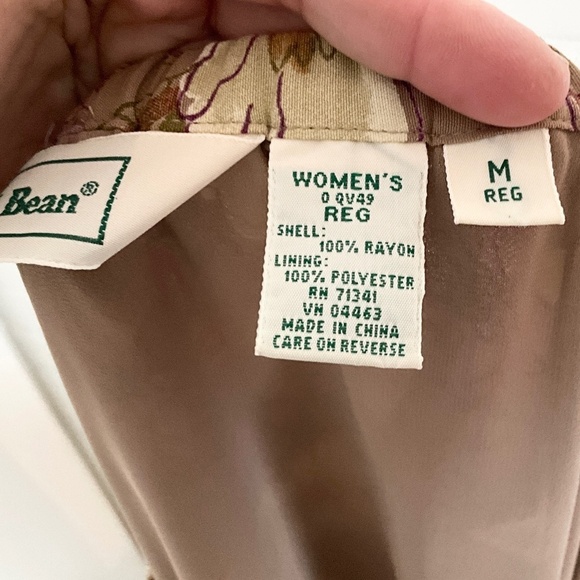 Bean®
WOMEN'S
0 QV49
REG
SHELL:
100% RAYON
LINING:
100% POLYESTER
RN 71341
VN 04463
MADE IN CHINA
CARE ON REVERSE
M
REG